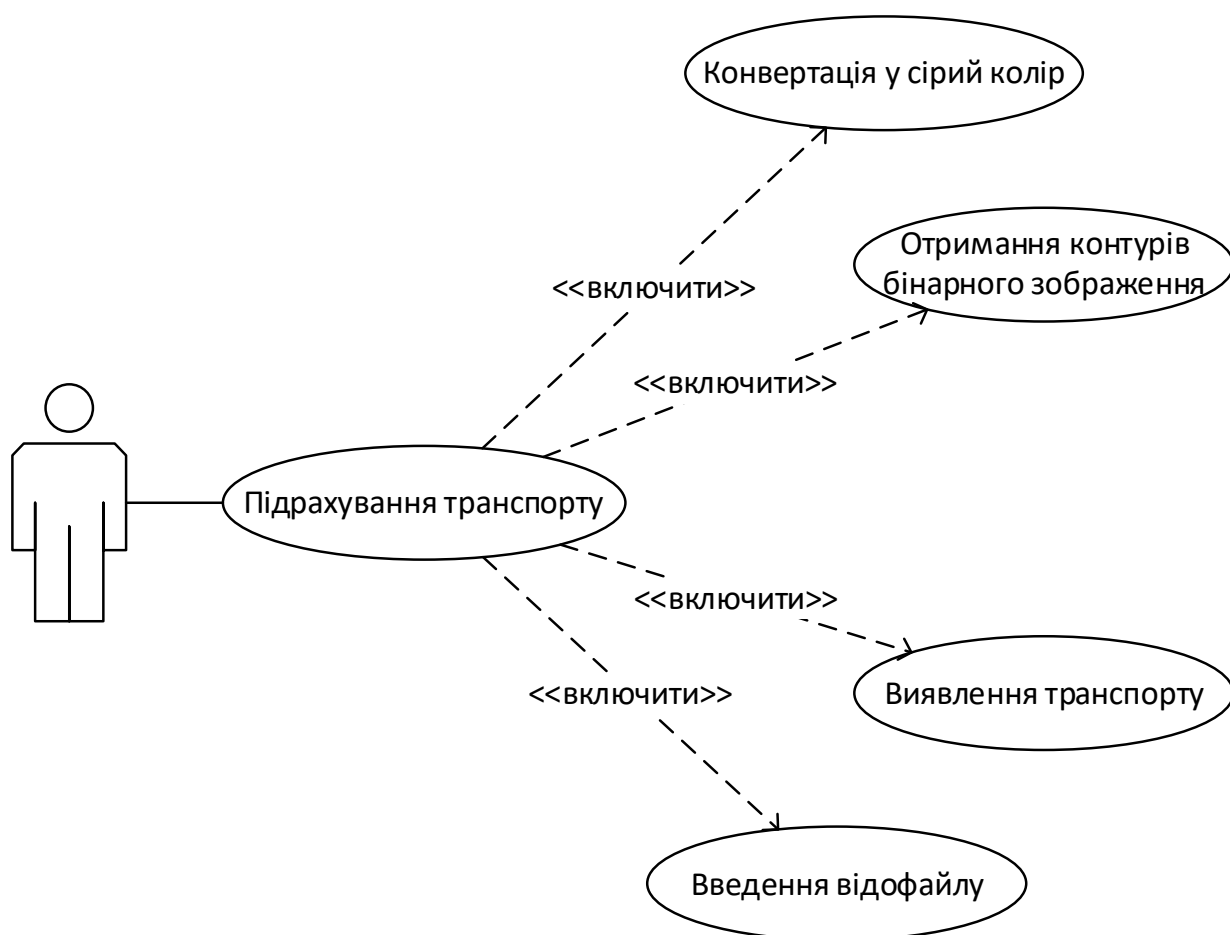 Конвертація у сірий колір
Отримання контурів
бінарного зображення
<<включити>>
<<включити>>
Підрахування транспорту
<<включити>>
Виявлення транспорту
<<включити>>
Введення відофайлу